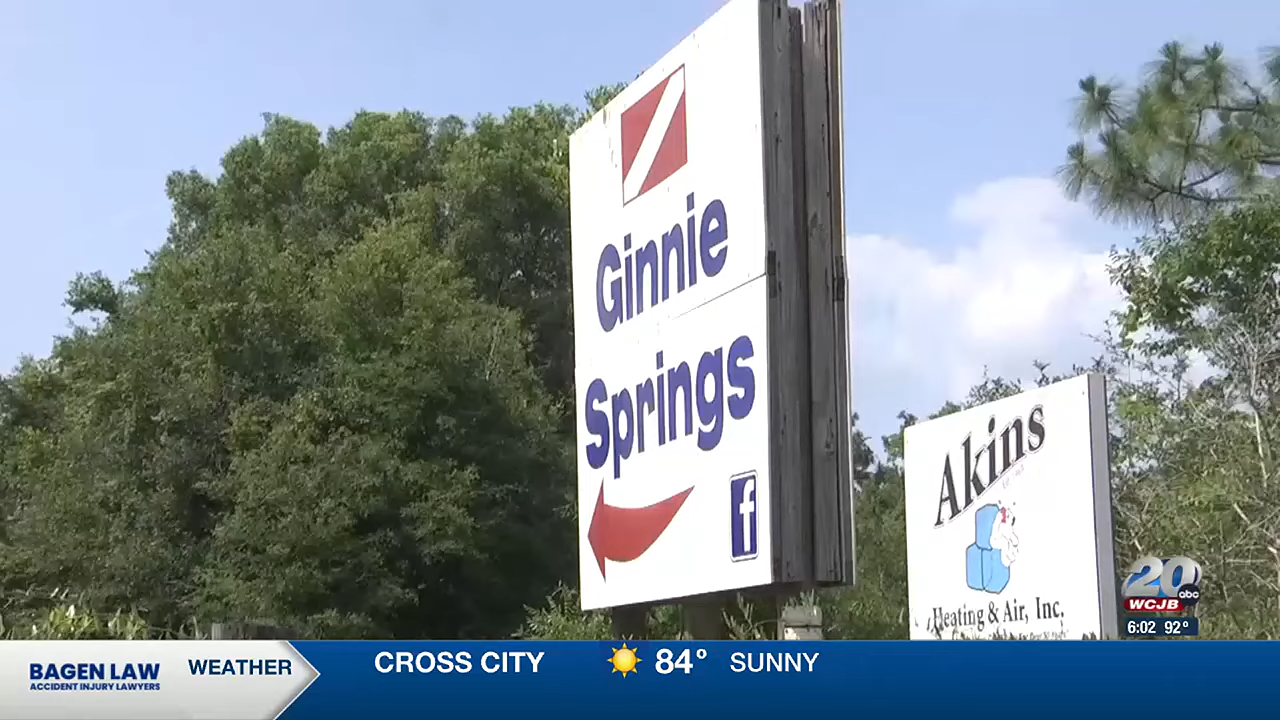 Ginnie
Springs
f
Akins
Heating & Air, Inc.
20
abc
WCJB
6:02 92°
BAGEN LAW
ACCIDENT INJURY LAWYERS
WEATHER
CROSS CITY
84° SUNNY